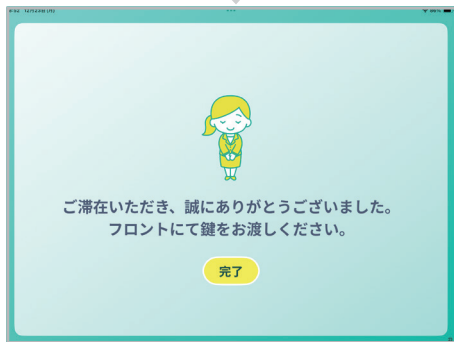 ご滞在いただき、誠にありがとうございました。
フロントにて鍵をお渡しください。
完了